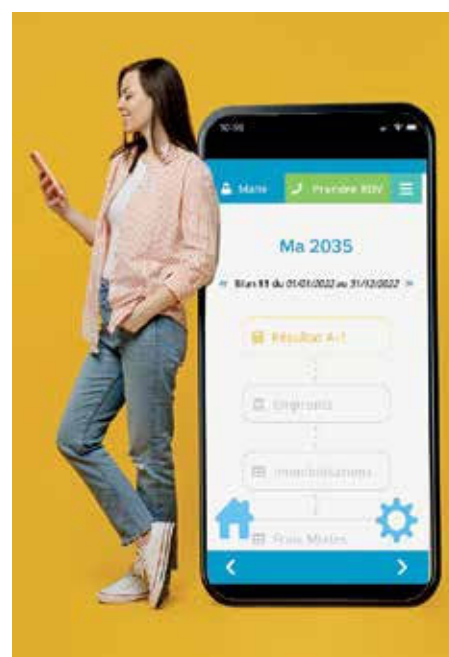 Marie Prendre RDV
Ma 2035
« Bilan du 01/01/2022 au 31/12/2022 »
Résultat A-1
Emprunts
Immobilisations
Frais Mixtes